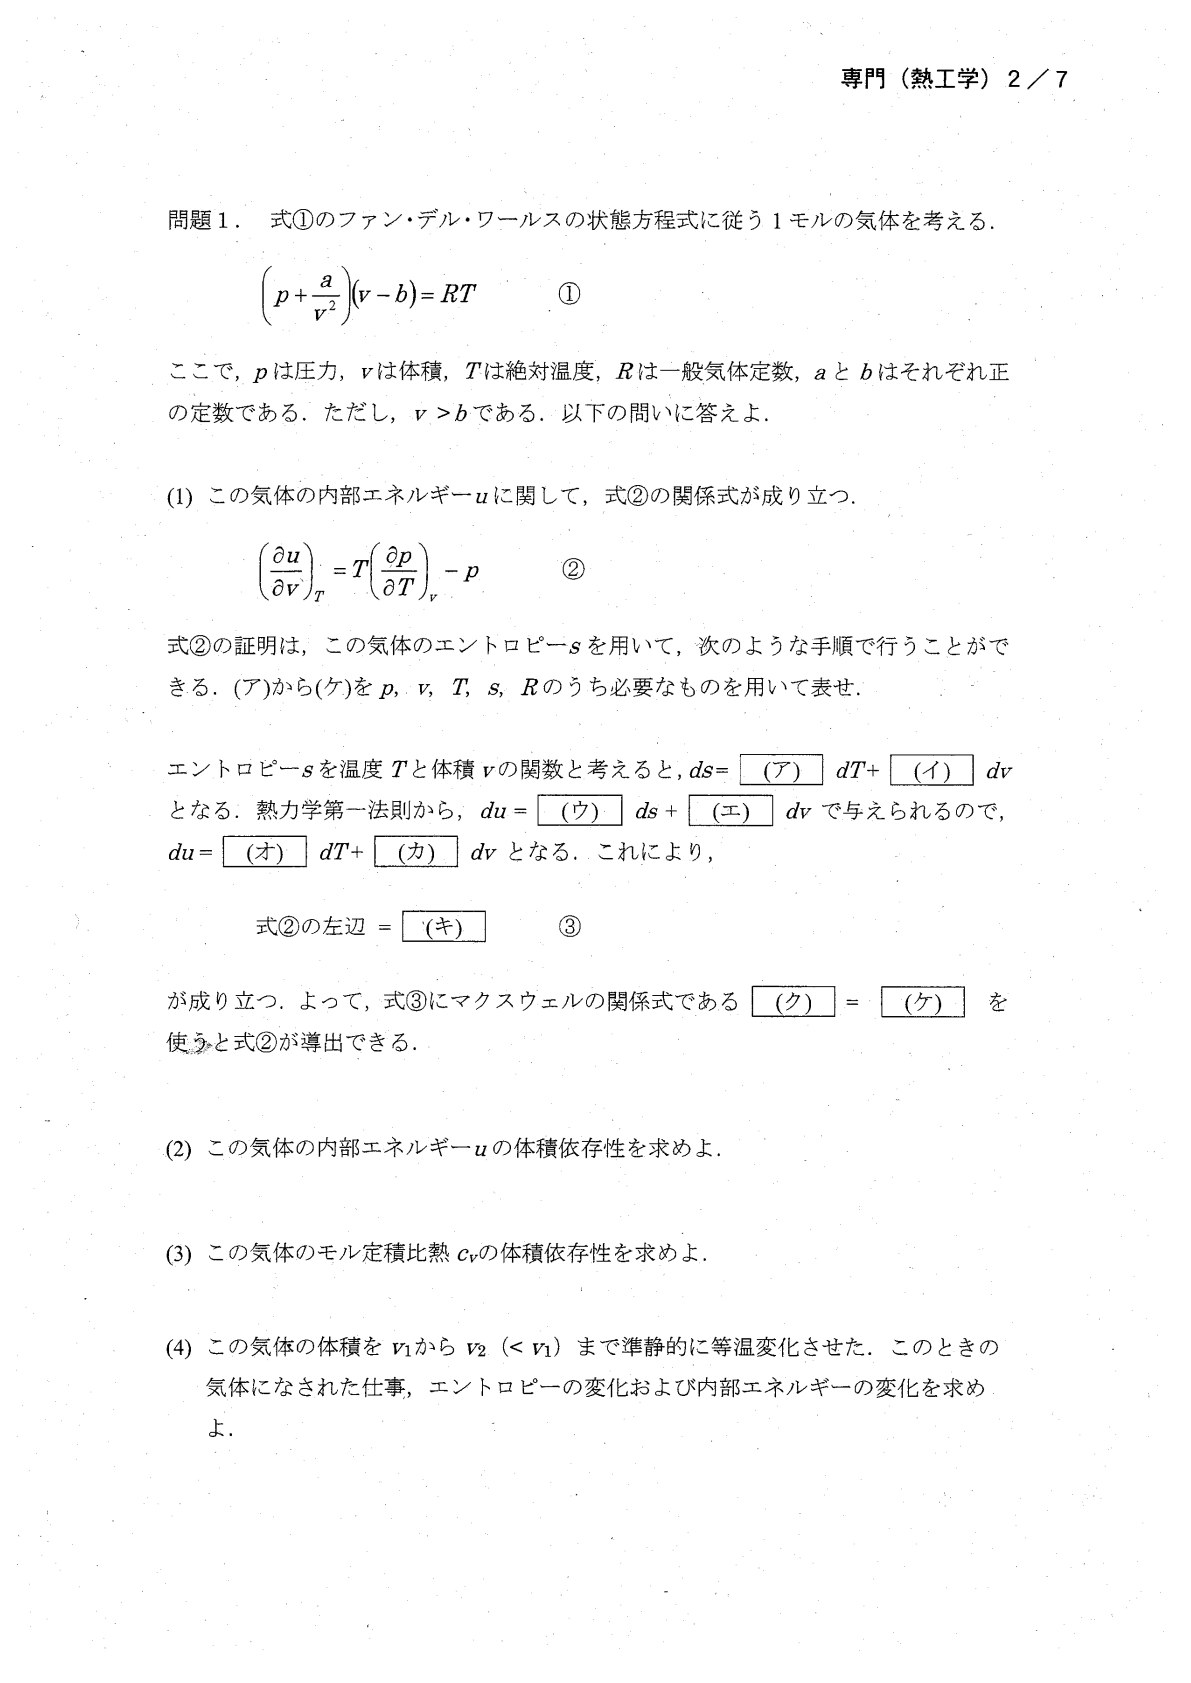 専門（熱工学）２／７
問題１． 式①のファン・デル・ワールスの状態方程式に従う 1 モルの気体を考える．
(p + a/v²)(v − b) = RT ①
ここで，p は圧力，v は体積，T は絶対温度，R は一般気体定数，a と b はそれぞれ正
の定数である．ただし，v > b である．以下の問いに答えよ．
(1) この気体の内部エネルギー u に関して，式②の関係式が成り立つ．
(∂u/∂v)_T = T(∂p/∂T)_v − p ②
式②の証明は，この気体のエントロピー s を用いて，次のような手順で行うことがで
きる．(ア)から(ケ)を p, v, T, s, R のうち必要なものを用いて表せ．
エントロピー s を温度 T と体積 v の関数と考えると, ds= (ア) dT+ (イ) dv
となる．熱力学第一法則から，du = (ウ) ds + (エ) dv で与えられるので，
du = (オ) dT+ (カ) dv となる．これにより，
式②の左辺 = (キ) ③
が成り立つ．よって，式③にマクスウェルの関係式である (ク) = (ケ) を
使うと式②が導出できる．
(2) この気体の内部エネルギー u の体積依存性を求めよ．
(3) この気体のモル定積比熱 cvの体積依存性を求めよ．
(4) この気体の体積を v1から v2（< v1）まで準静的に等温変化させた．このときの
気体になされた仕事，エントロピーの変化および内部エネルギーの変化を求め
よ．